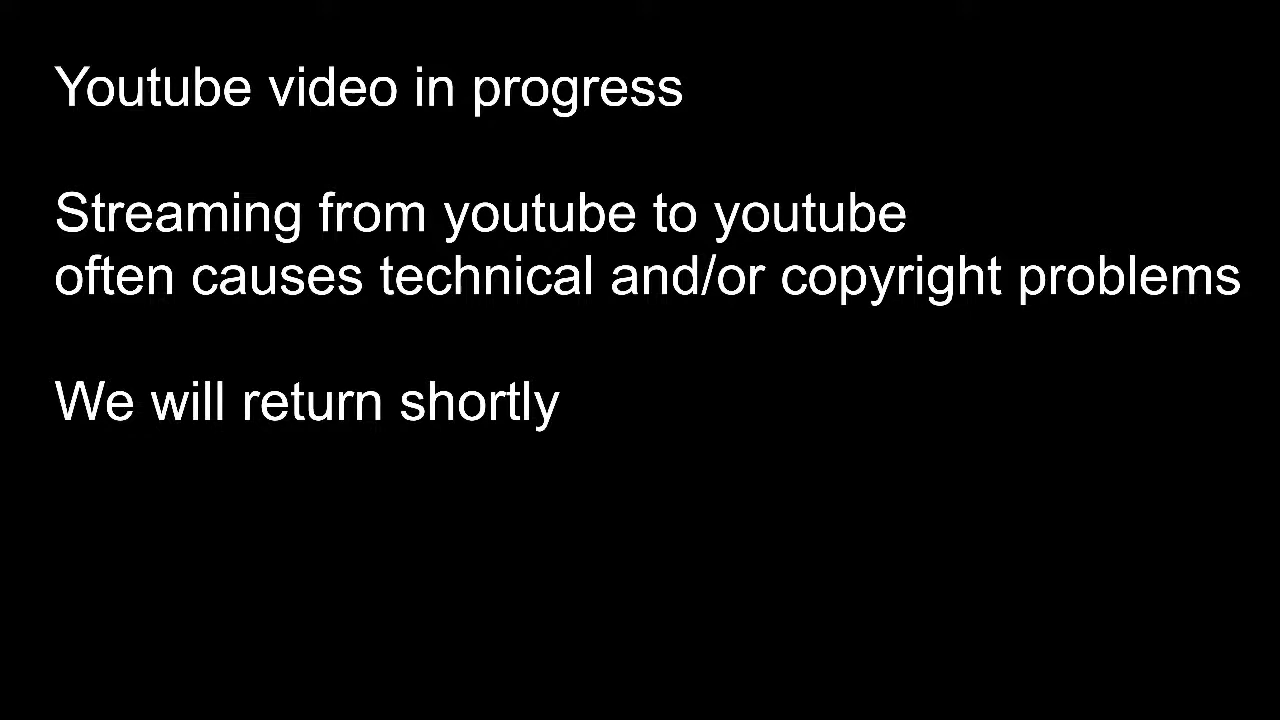 Youtube video in progress
Streaming from youtube to youtube
often causes technical and/or copyright problems
We will return shortly